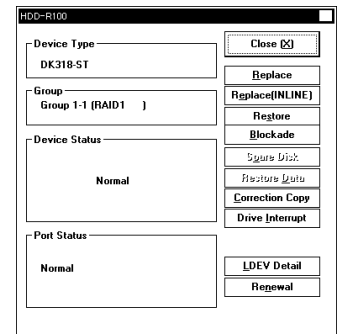 HDD-R100
Device Type
DK318-ST
Group
Group 1-1 (RAID1 )
Device Status
Normal
Port Status
Normal
Close (X)
Replace
Replace(INLINE)
Restore
Blockade
Spare Disk
Restore Data
Correction Copy
Drive Interrupt
LDEV Detail
Renewal